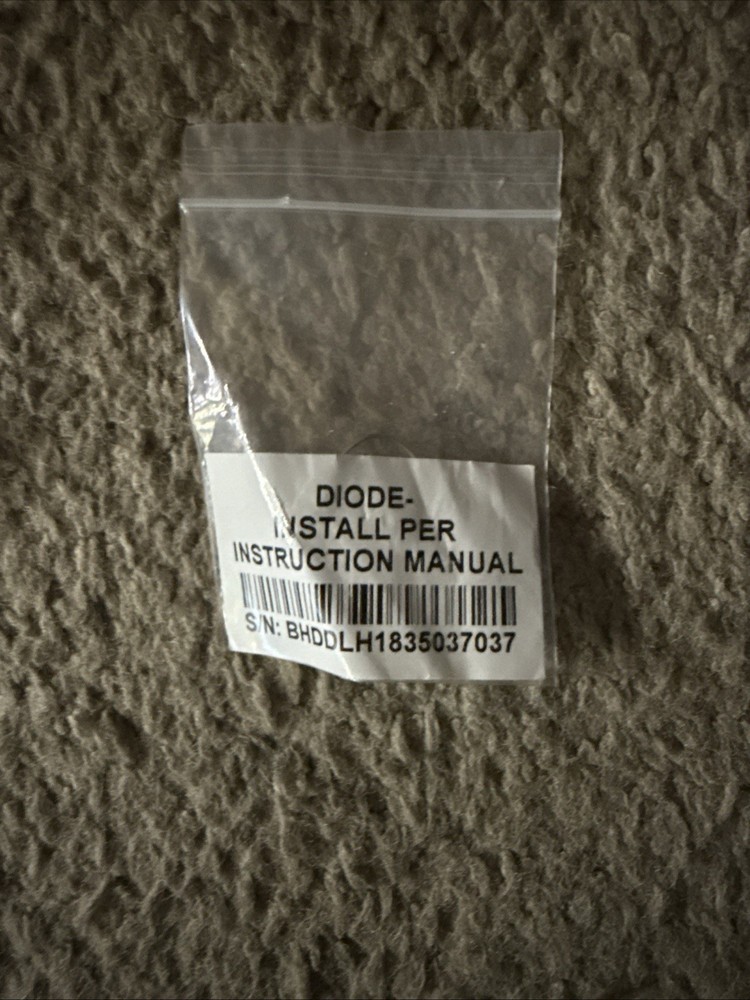 DIODE-
INSTALL PER
INSTRUCTION MANUAL
S/N: BHDDLH1835037037